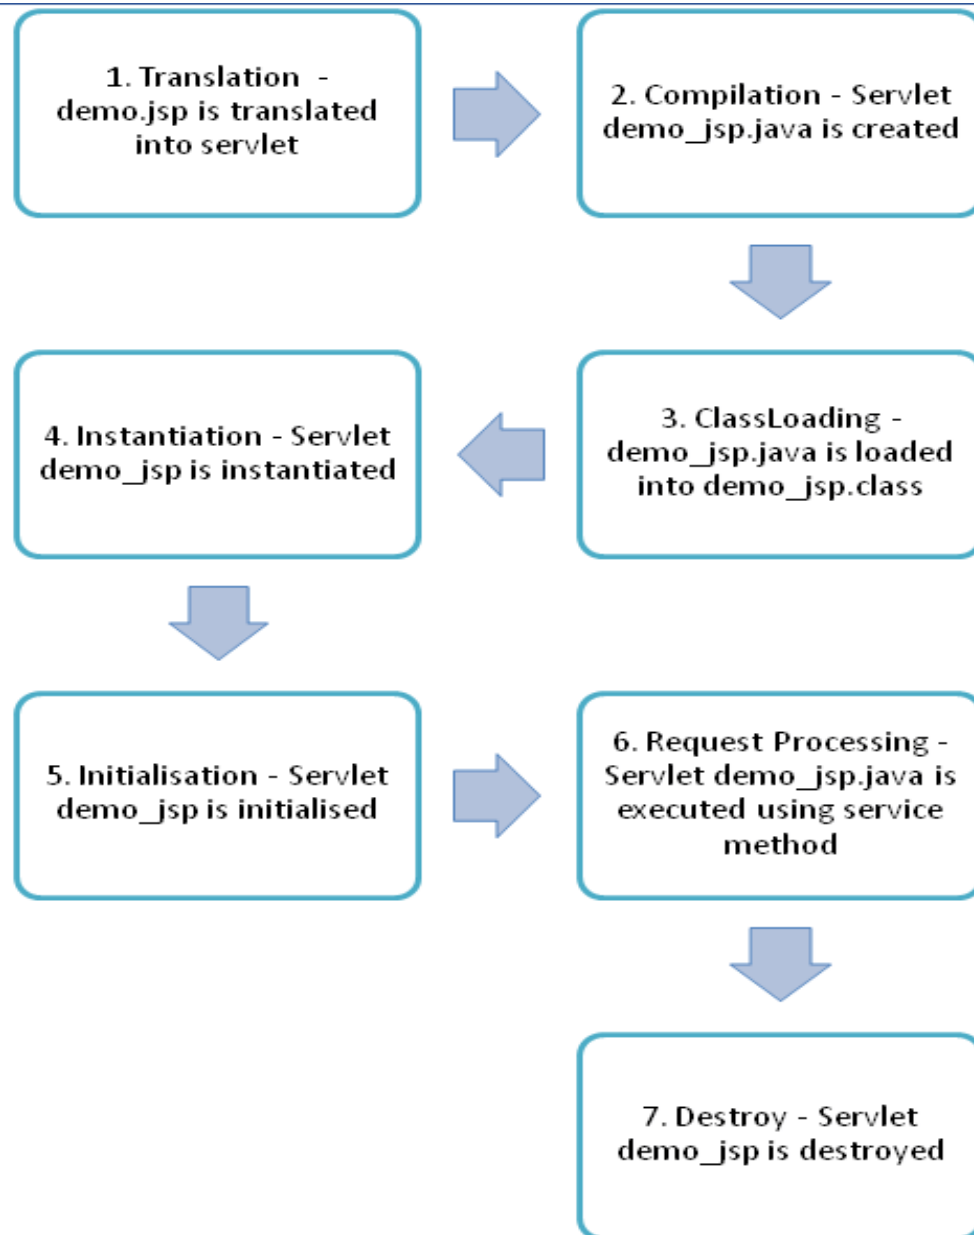 1. Translation -
demo.jsp is translated
into servlet
2. Compilation - Servlet
demo_jsp.java is created
3. ClassLoading -
demo_jsp.java is loaded
into demo_jsp.class
4. Instantiation - Servlet
demo_jsp is instantiated
5. Initialisation - Servlet
demo_jsp is initialised
6. Request Processing -
Servlet demo_jsp.java is
executed using service
method
7. Destroy - Servlet
demo_jsp is destroyed